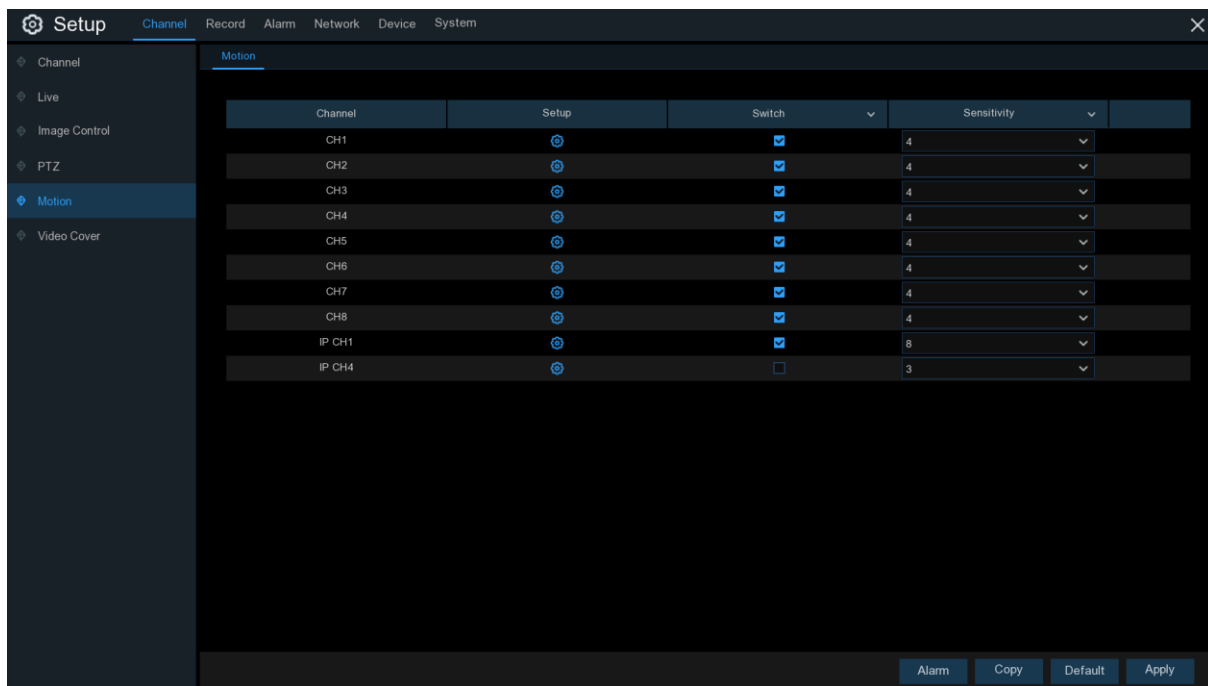 Setup Channel Record Alarm Network Device System
Channel
Live
Image Control
PTZ
Motion
Video Cover
Motion
Channel Setup Switch Sensitivity
CH1 4
CH2 4
CH3 4
CH4 4
CH5 4
CH6 4
CH7 4
CH8 4
IP CH1 8
IP CH4 3
Alarm Copy Default Apply